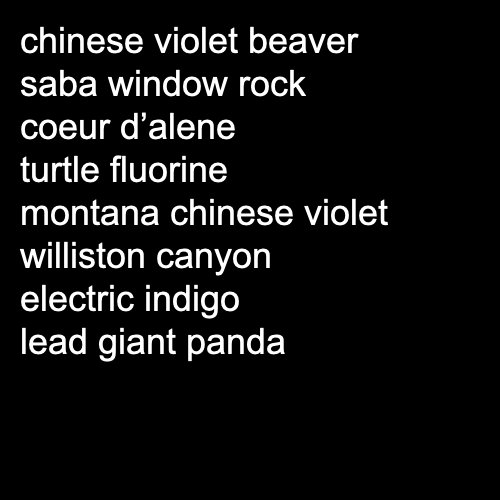 chinese violet beaver
saba window rock
coeur d’alene
turtle fluorine
montana chinese violet
williston canyon
electric indigo
lead giant panda